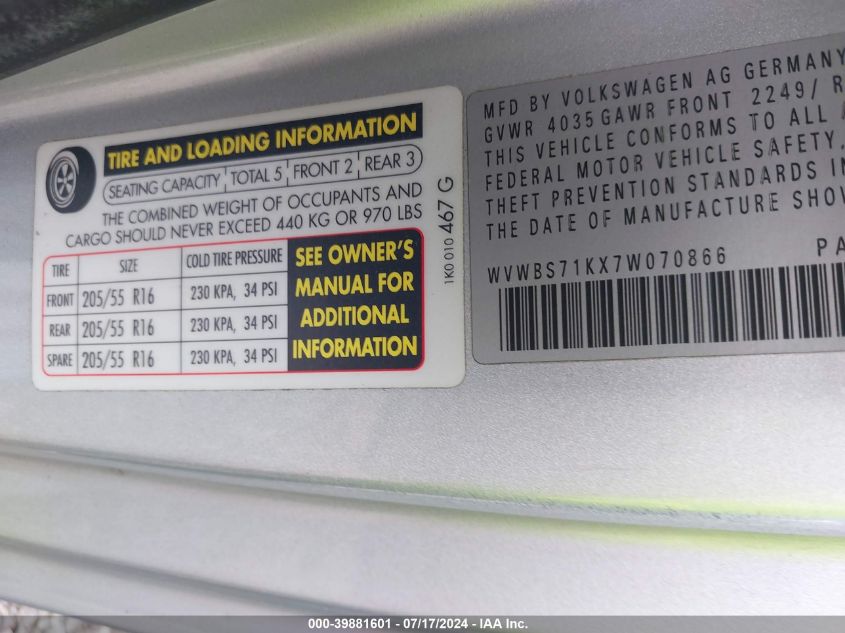 TIRE AND LOADING INFORMATION
SEATING CAPACITY TOTAL 5 FRONT 2 REAR 3
THE COMBINED WEIGHT OF OCCUPANTS AND
CARGO SHOULD NEVER EXCEED 440 KG OR 970 LBS
TIRE SIZE COLD TIRE PRESSURE
FRONT 205/55 R16 230 KPA, 34 PSI
REAR 205/55 R16 230 KPA, 34 PSI
SPARE 205/55 R16 230 KPA, 34 PSI
SEE OWNER'S
MANUAL FOR
ADDITIONAL
INFORMATION
1K0 010 467 G
MFD BY VOLKSWAGEN AG GERMANY
GVWR 4035 GAWR FRONT 2249/ R
THIS VEHICLE CONFORMS TO ALL
FEDERAL MOTOR VEHICLE SAFETY,
THEFT PREVENTION STANDARDS IN
THE DATE OF MANUFACTURE SHOW
WVWBS71KX7W070866 PA
000-39881601 - 07/17/2024 - IAA Inc.